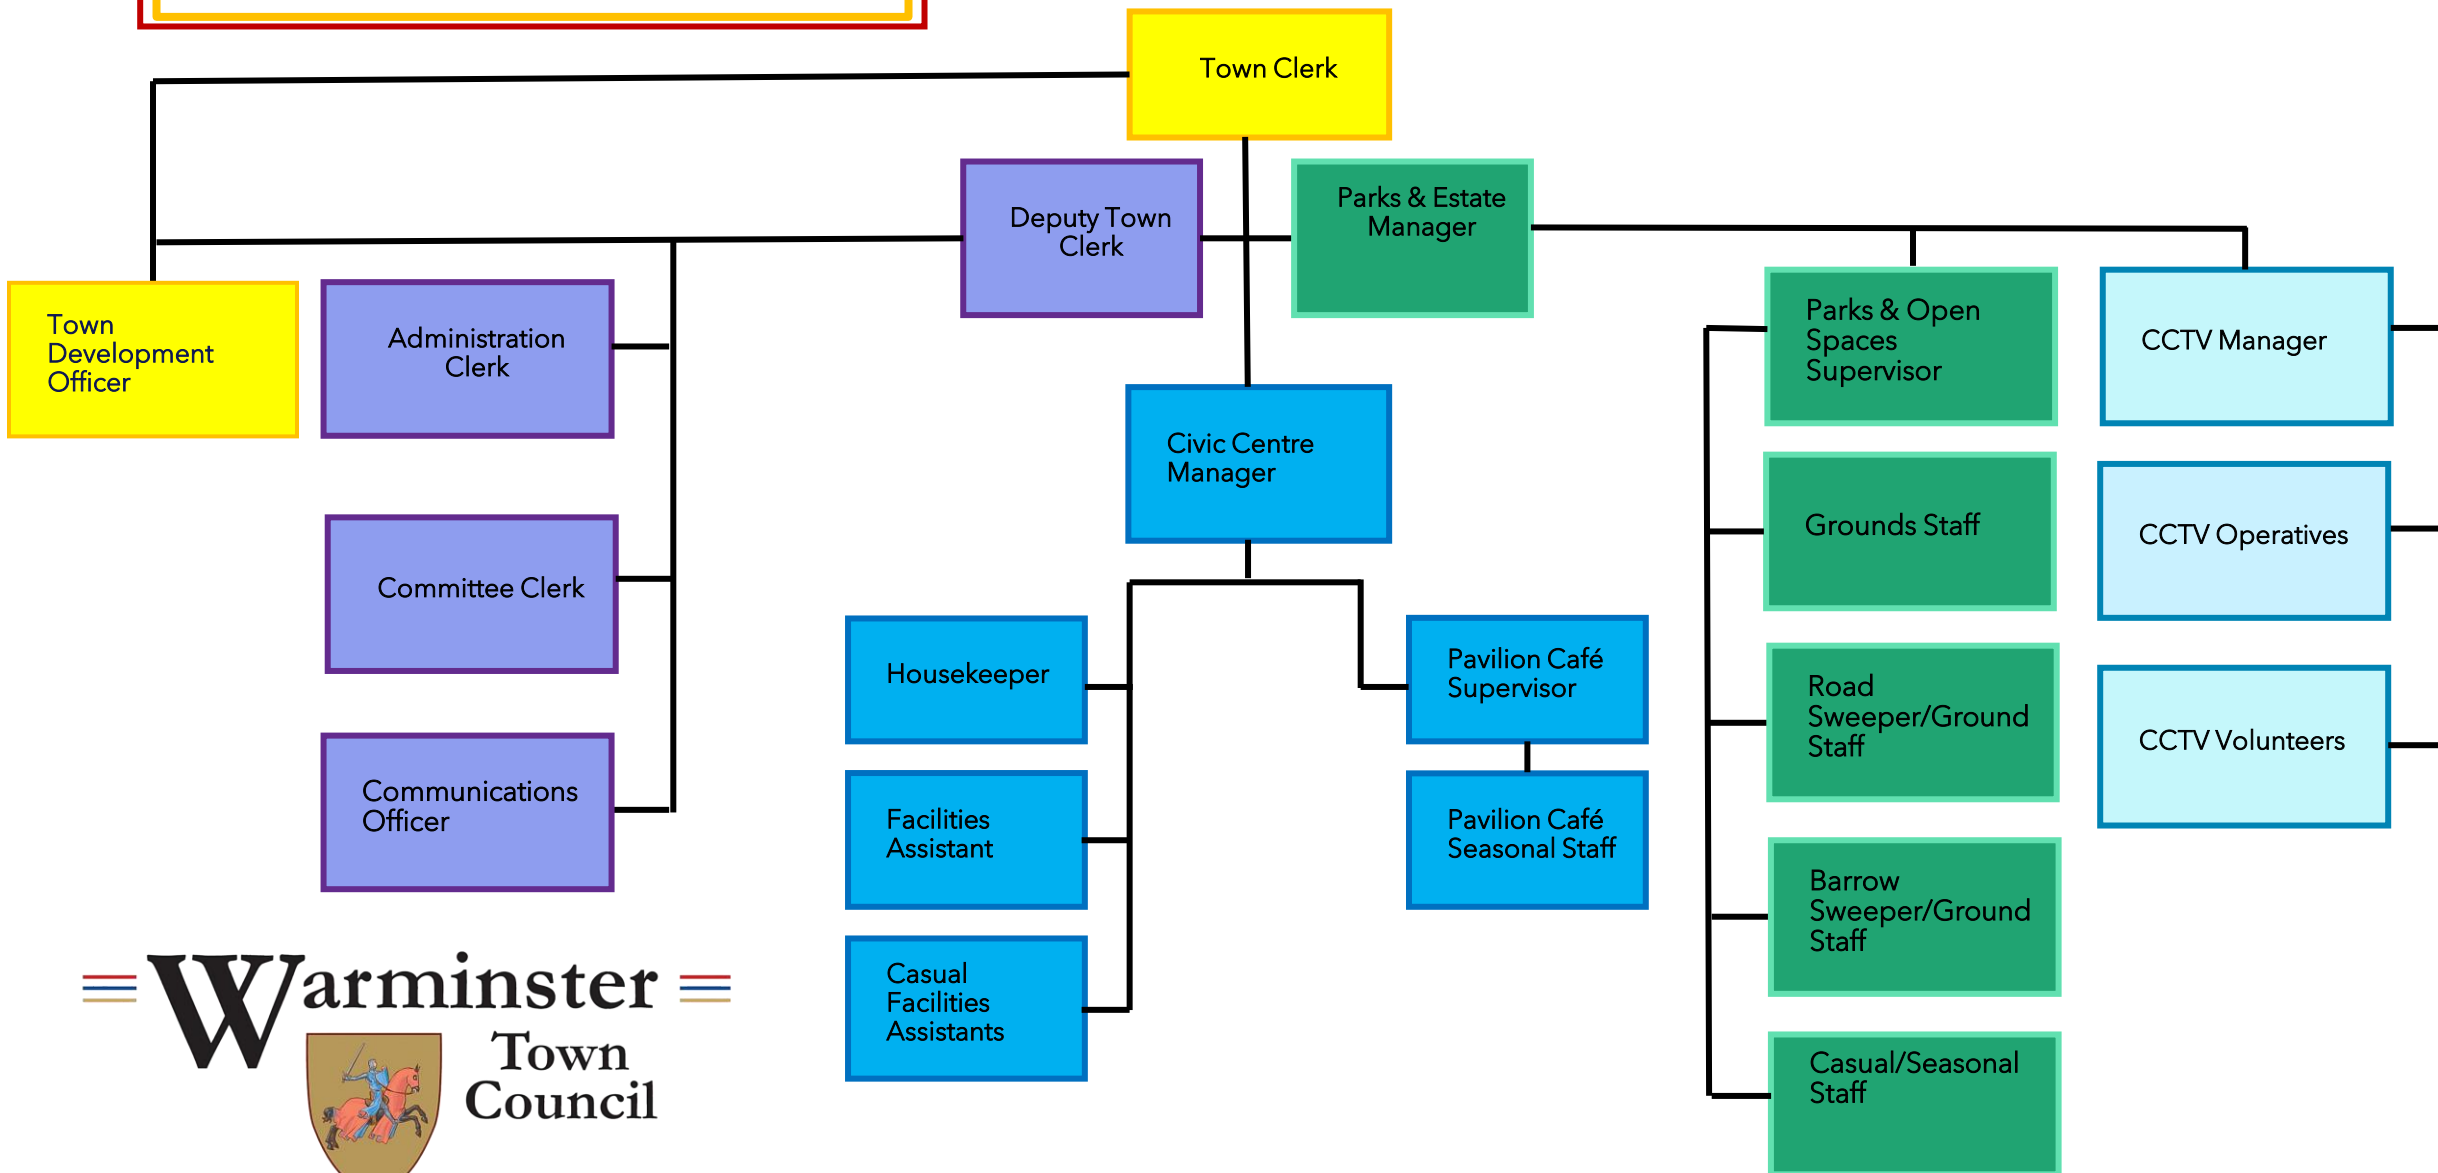 Town Clerk
Deputy Town
Clerk
Parks & Estate
Manager
Town
Development
Officer
Administration
Clerk
Parks & Open
Spaces
Supervisor
CCTV Manager
Civic Centre
Manager
Grounds Staff
CCTV Operatives
Committee Clerk
Housekeeper
Pavilion Café
Supervisor
Road
Sweeper/Ground
Staff
CCTV Volunteers
Communications
Officer
Facilities
Assistant
Pavilion Café
Seasonal Staff
Barrow
Sweeper/Ground
Staff
Casual
Facilities
Assistants
Casual/Seasonal
Staff
Warminster
Town
Council